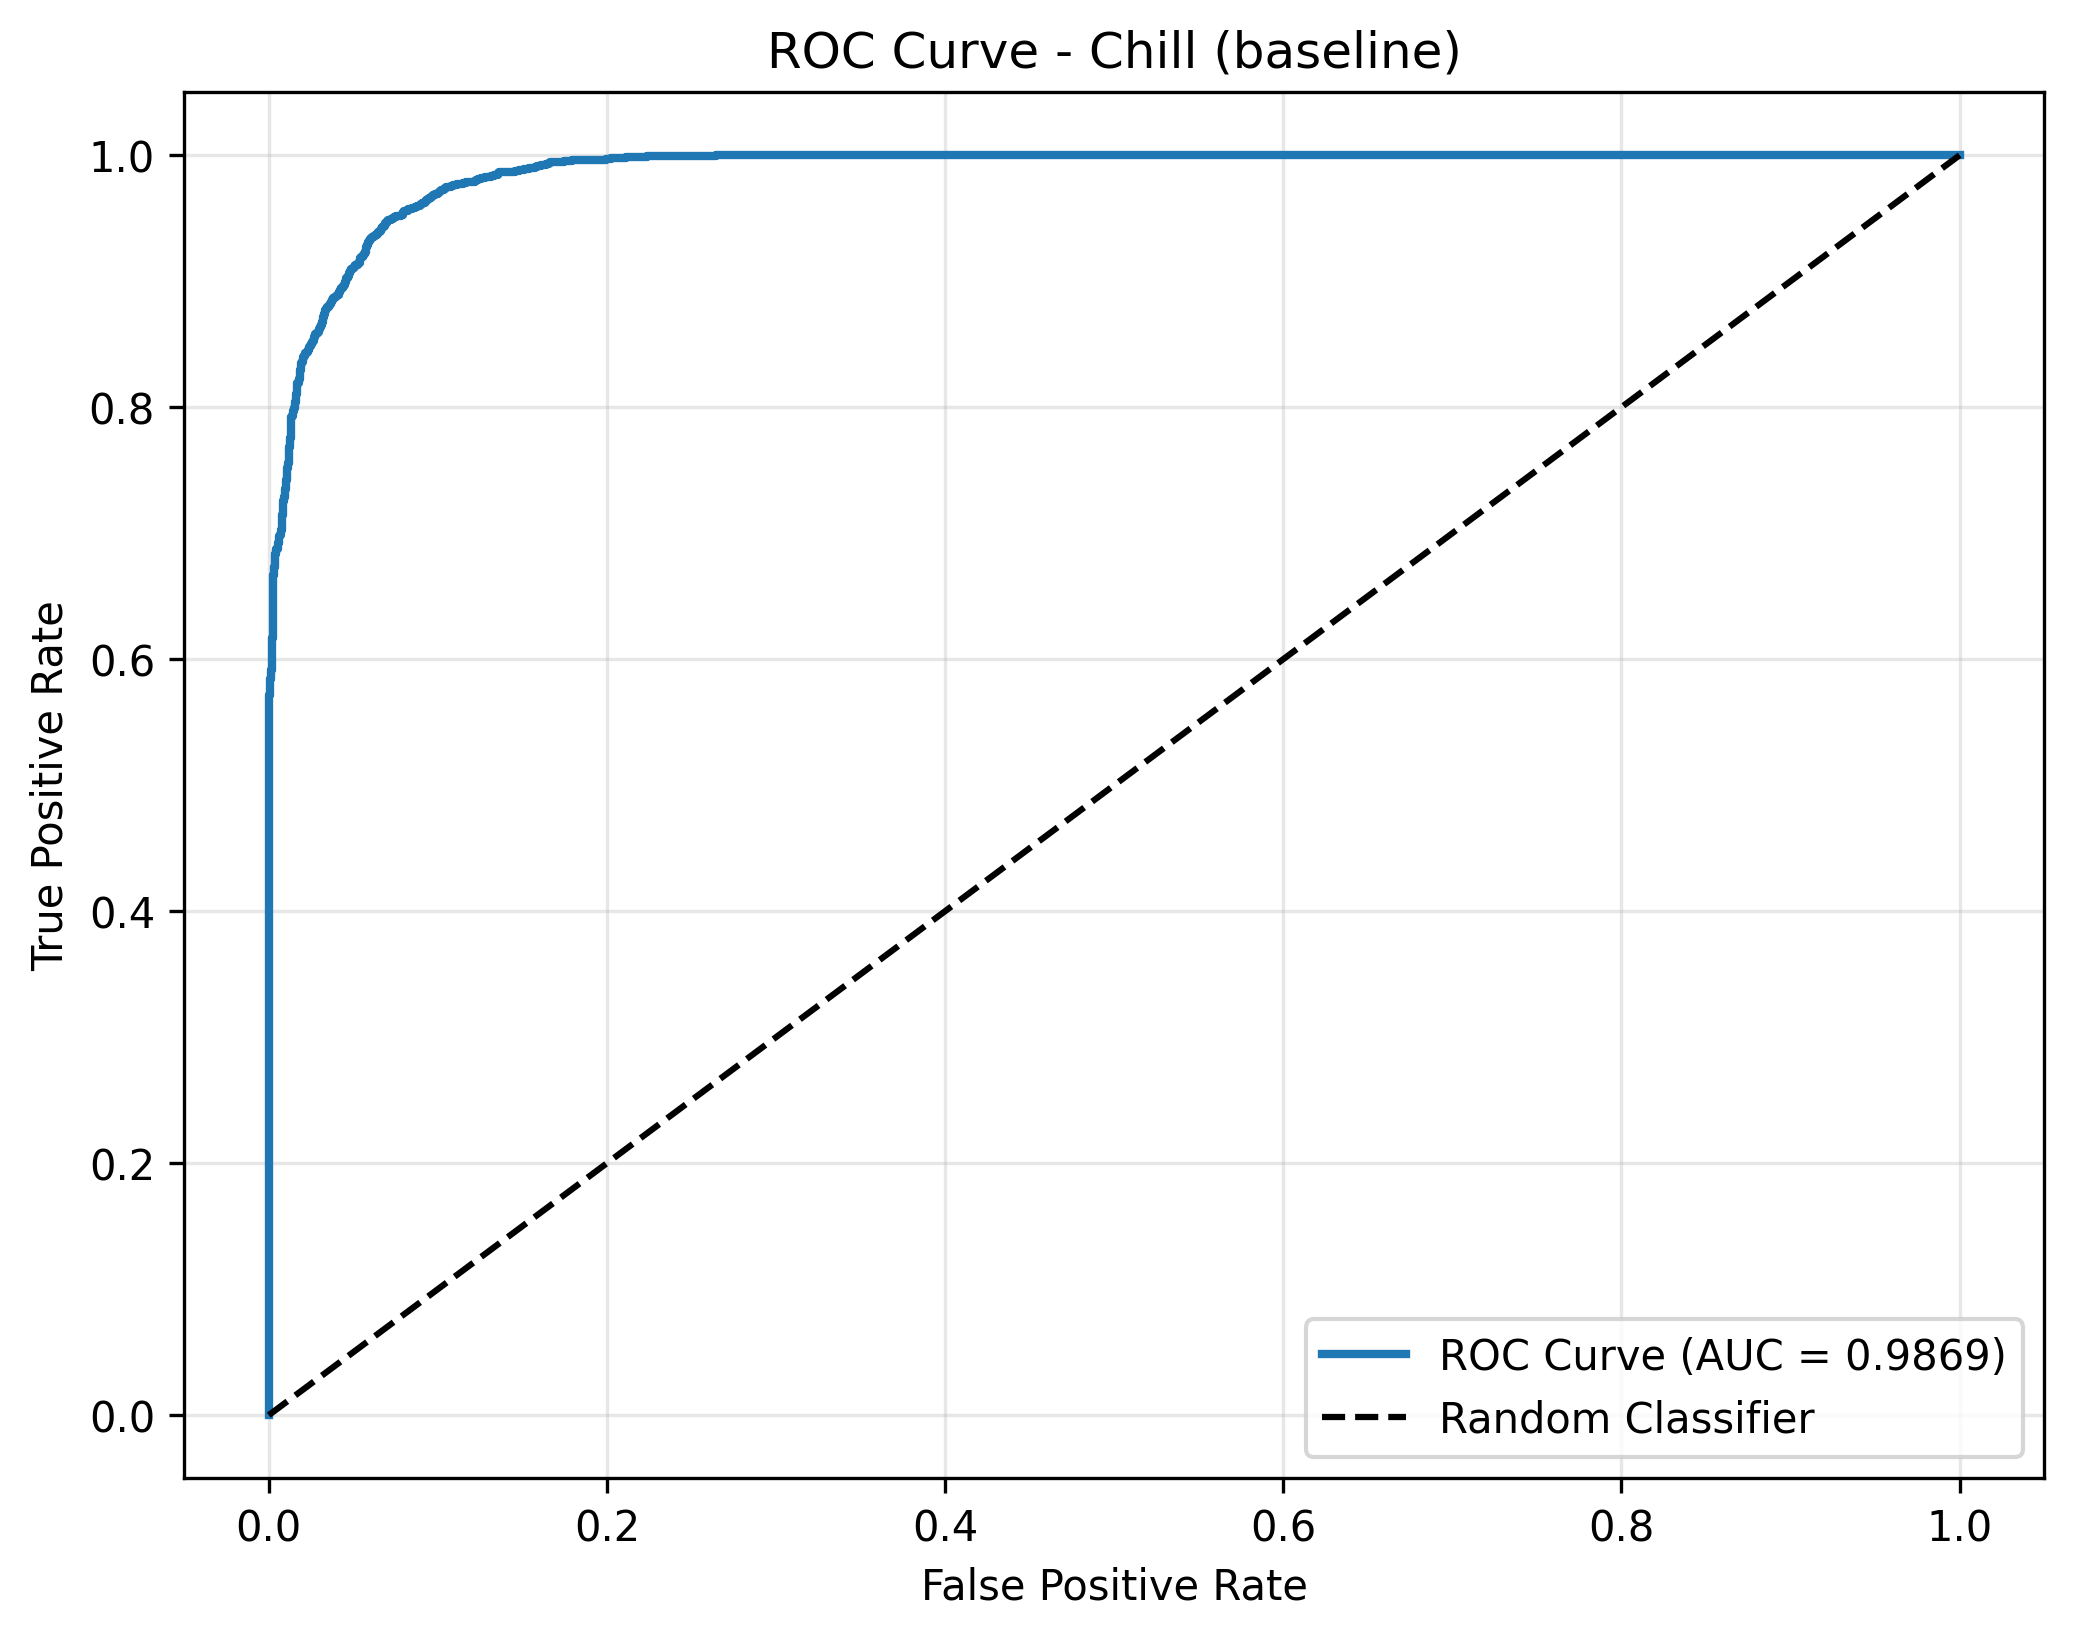 ROC Curve - Chill (baseline)
True Positive Rate
1.0
0.8
0.6
0.4
0.2
0.0
ROC Curve (AUC = 0.9869)
Random Classifier
0.0 0.2 0.4 0.6 0.8 1.0
False Positive Rate